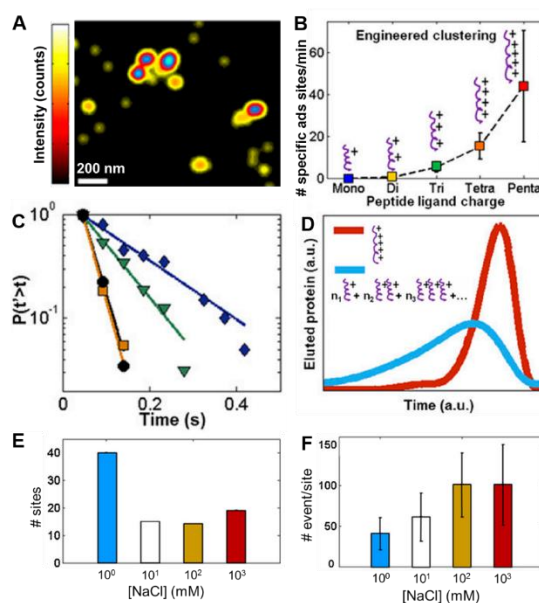 A
Intensity (counts)
200 nm
B
Engineered clustering
# specific ads sites/min
60
40
20
0
Mono Di Tri Tetra Penta
Peptide ligand charge
C
P(t'>t)
10⁰
10⁻¹
0 0.2 0.4
Time (s)
D
Eluted protein (a.u.)
n₁ + n₂ + n₃ +...
Time (a.u.)
E
# sites
40
30
20
10
0
10⁰ 10¹ 10² 10³
[NaCl] (mM)
F
# event/site
150
100
50
0
10⁰ 10¹ 10² 10³
[NaCl] (mM)